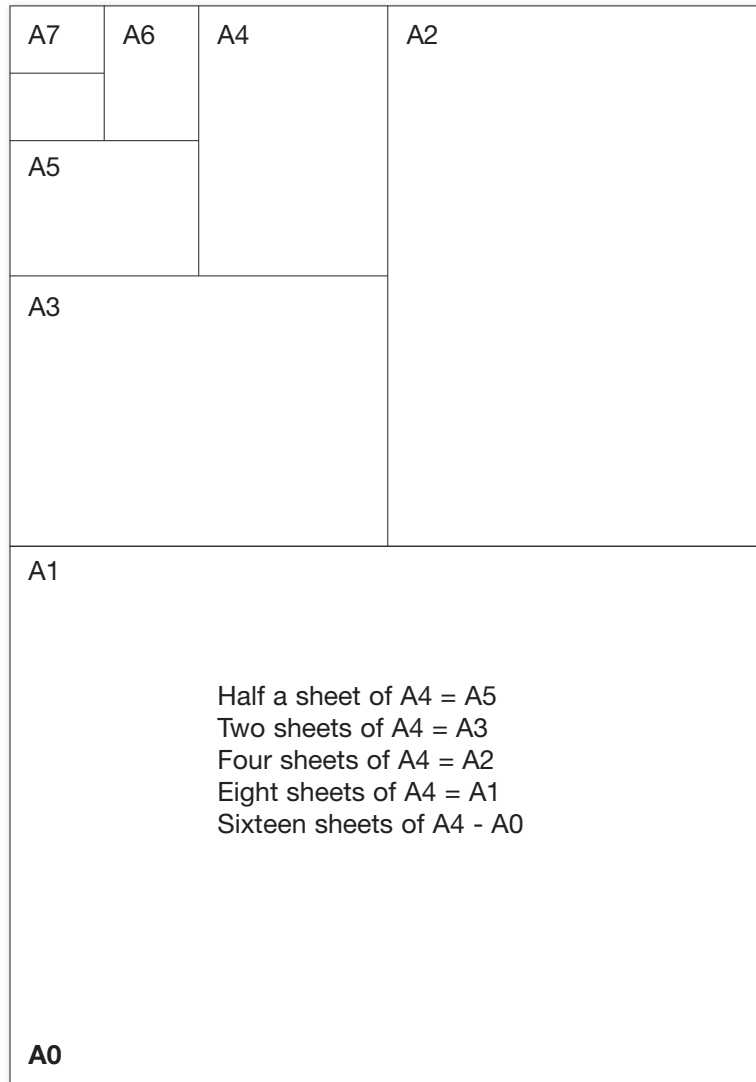 A7
A6
A4
A2
A5
A3
A1
Half a sheet of A4 = A5
Two sheets of A4 = A3
Four sheets of A4 = A2
Eight sheets of A4 = A1
Sixteen sheets of A4 - A0
A0